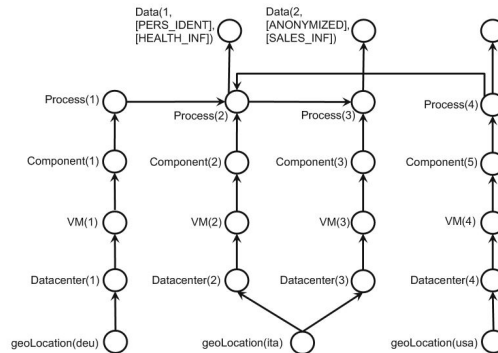 Data(1,
[PERS_IDENT],
[HEALTH_INF])
Data(2,
[ANONYMIZED],
[SALES_INF])
Process(1)
Process(2)
Process(3)
Process(4)
Component(1)
Component(2)
Component(3)
Component(5)
VM(1)
VM(2)
VM(3)
VM(4)
Datacenter(1)
Datacenter(2)
Datacenter(3)
Datacenter(4)
geoLocation(deu)
geoLocation(ita)
geoLocation(usa)